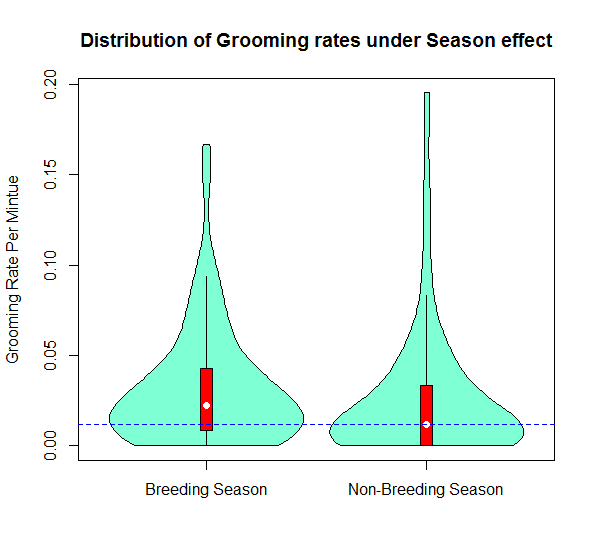 Distribution of Grooming rates under Season effect
Grooming Rate Per Mintue
0.20
0.15
0.10
0.05
0.00
Breeding Season
Non-Breeding Season